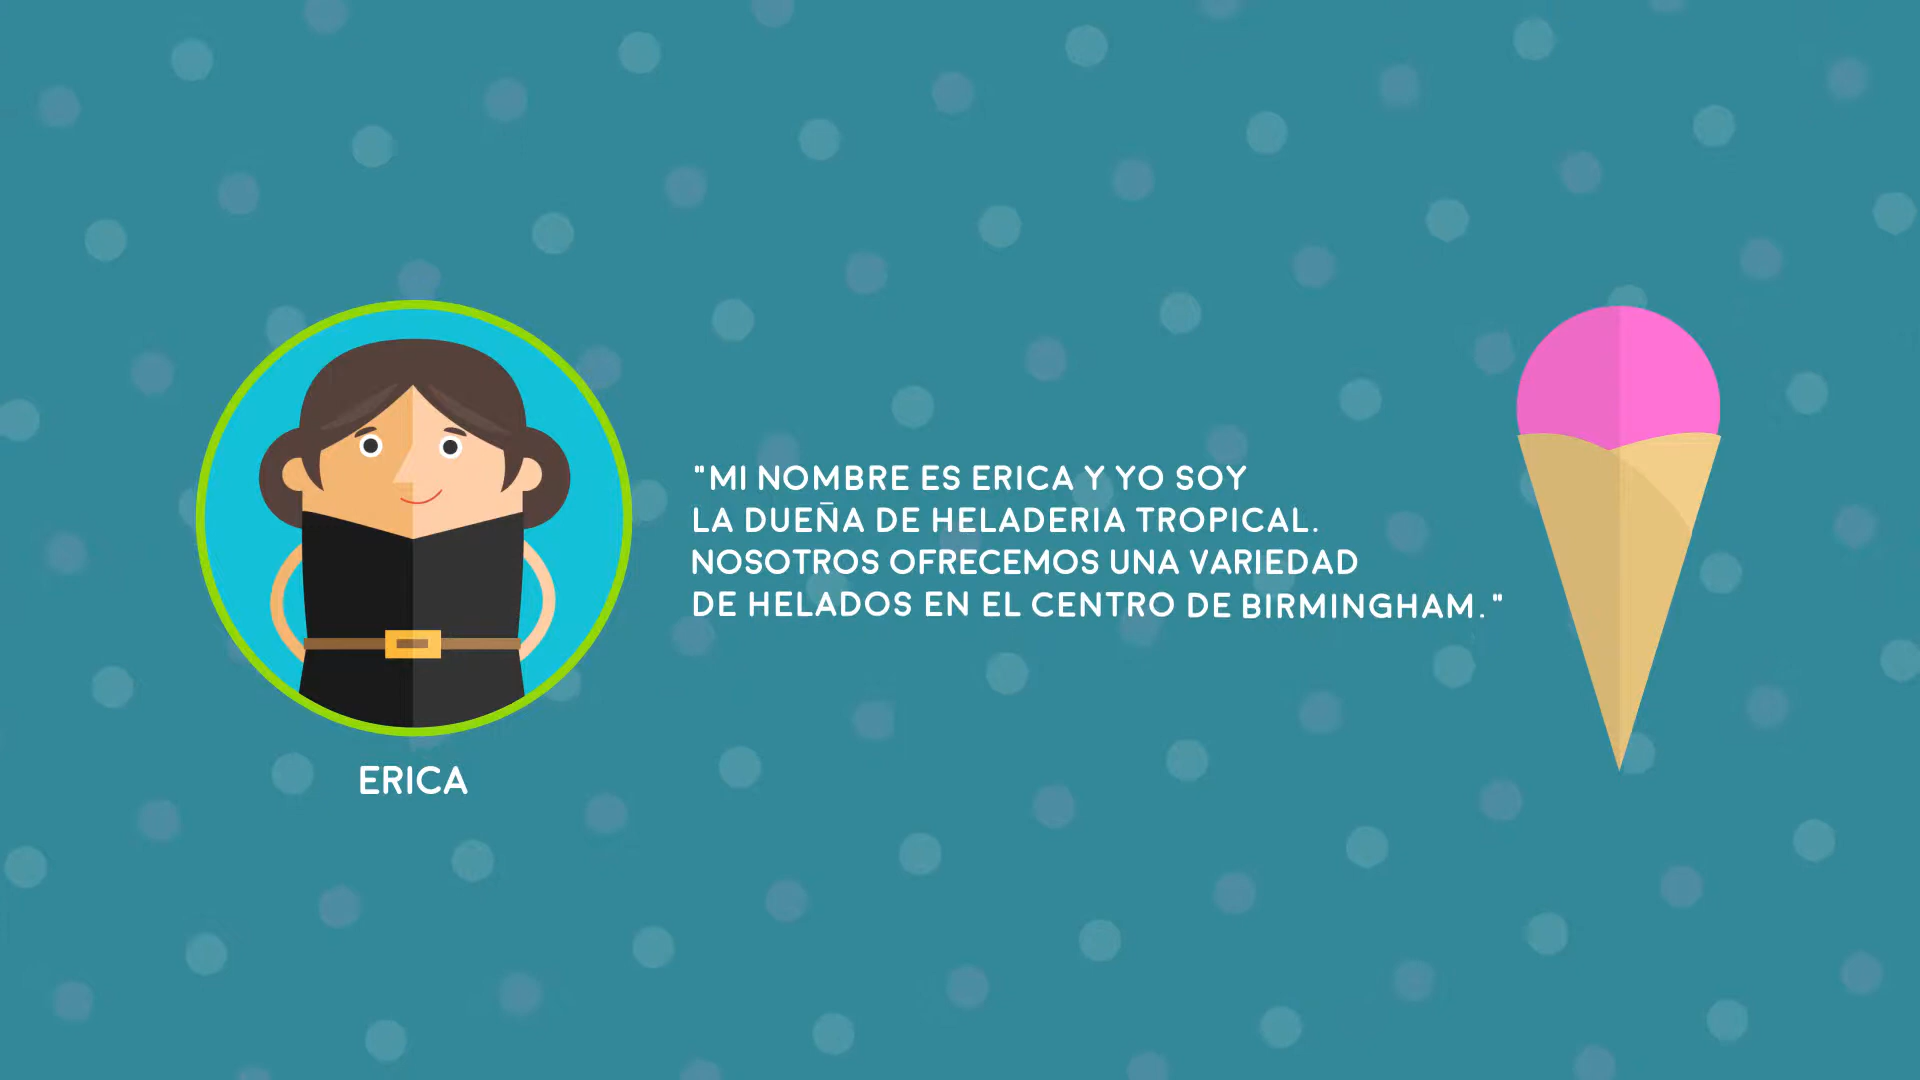 "MI NOMBRE ES ERICA Y YO SOY
LA DUEÑA DE HELADERIA TROPICAL.
NOSOTROS OFRECEMOS UNA VARIEDAD
DE HELADOS EN EL CENTRO DE BIRMINGHAM."
ERICA